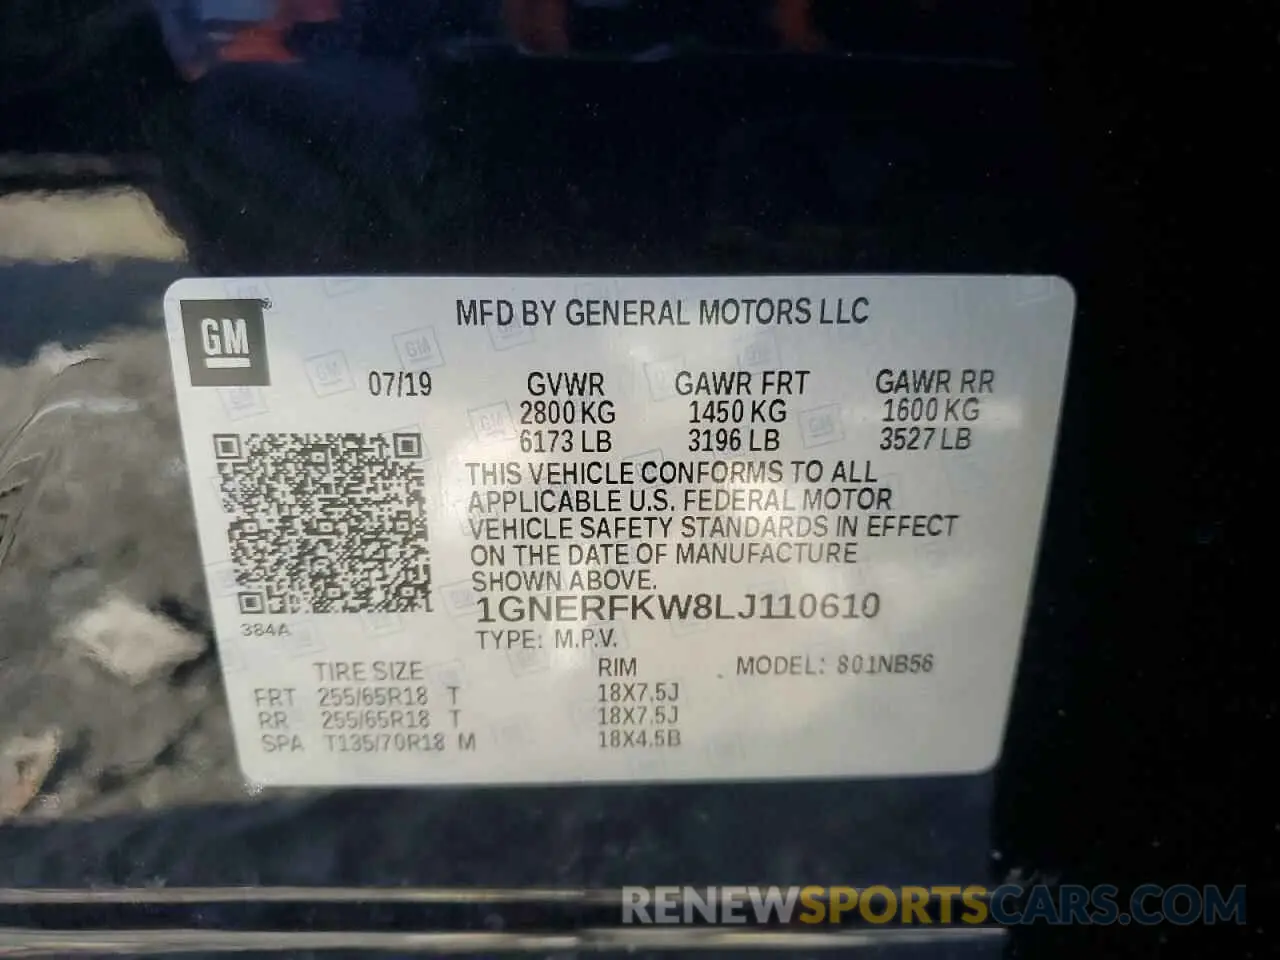 MFD BY GENERAL MOTORS LLC
GM
07/19 GVWR GAWR FRT GAWR RR
2800 KG 1450 KG 1600 KG
6173 LB 3196 LB 3527 LB
THIS VEHICLE CONFORMS TO ALL
APPLICABLE U.S. FEDERAL MOTOR
VEHICLE SAFETY STANDARDS IN EFFECT
ON THE DATE OF MANUFACTURE
SHOWN ABOVE.
1GNERFKW8LJ110610
384A
TYPE: M.P.V.
TIRE SIZE RIM MODEL: 801NB56
FRT 255/65R18 T 18X7.5J
RR 255/65R18 T 18X7.5J
SPA T135/70R18 M 18X4.5B
RENEWSPORTSCARS.COM